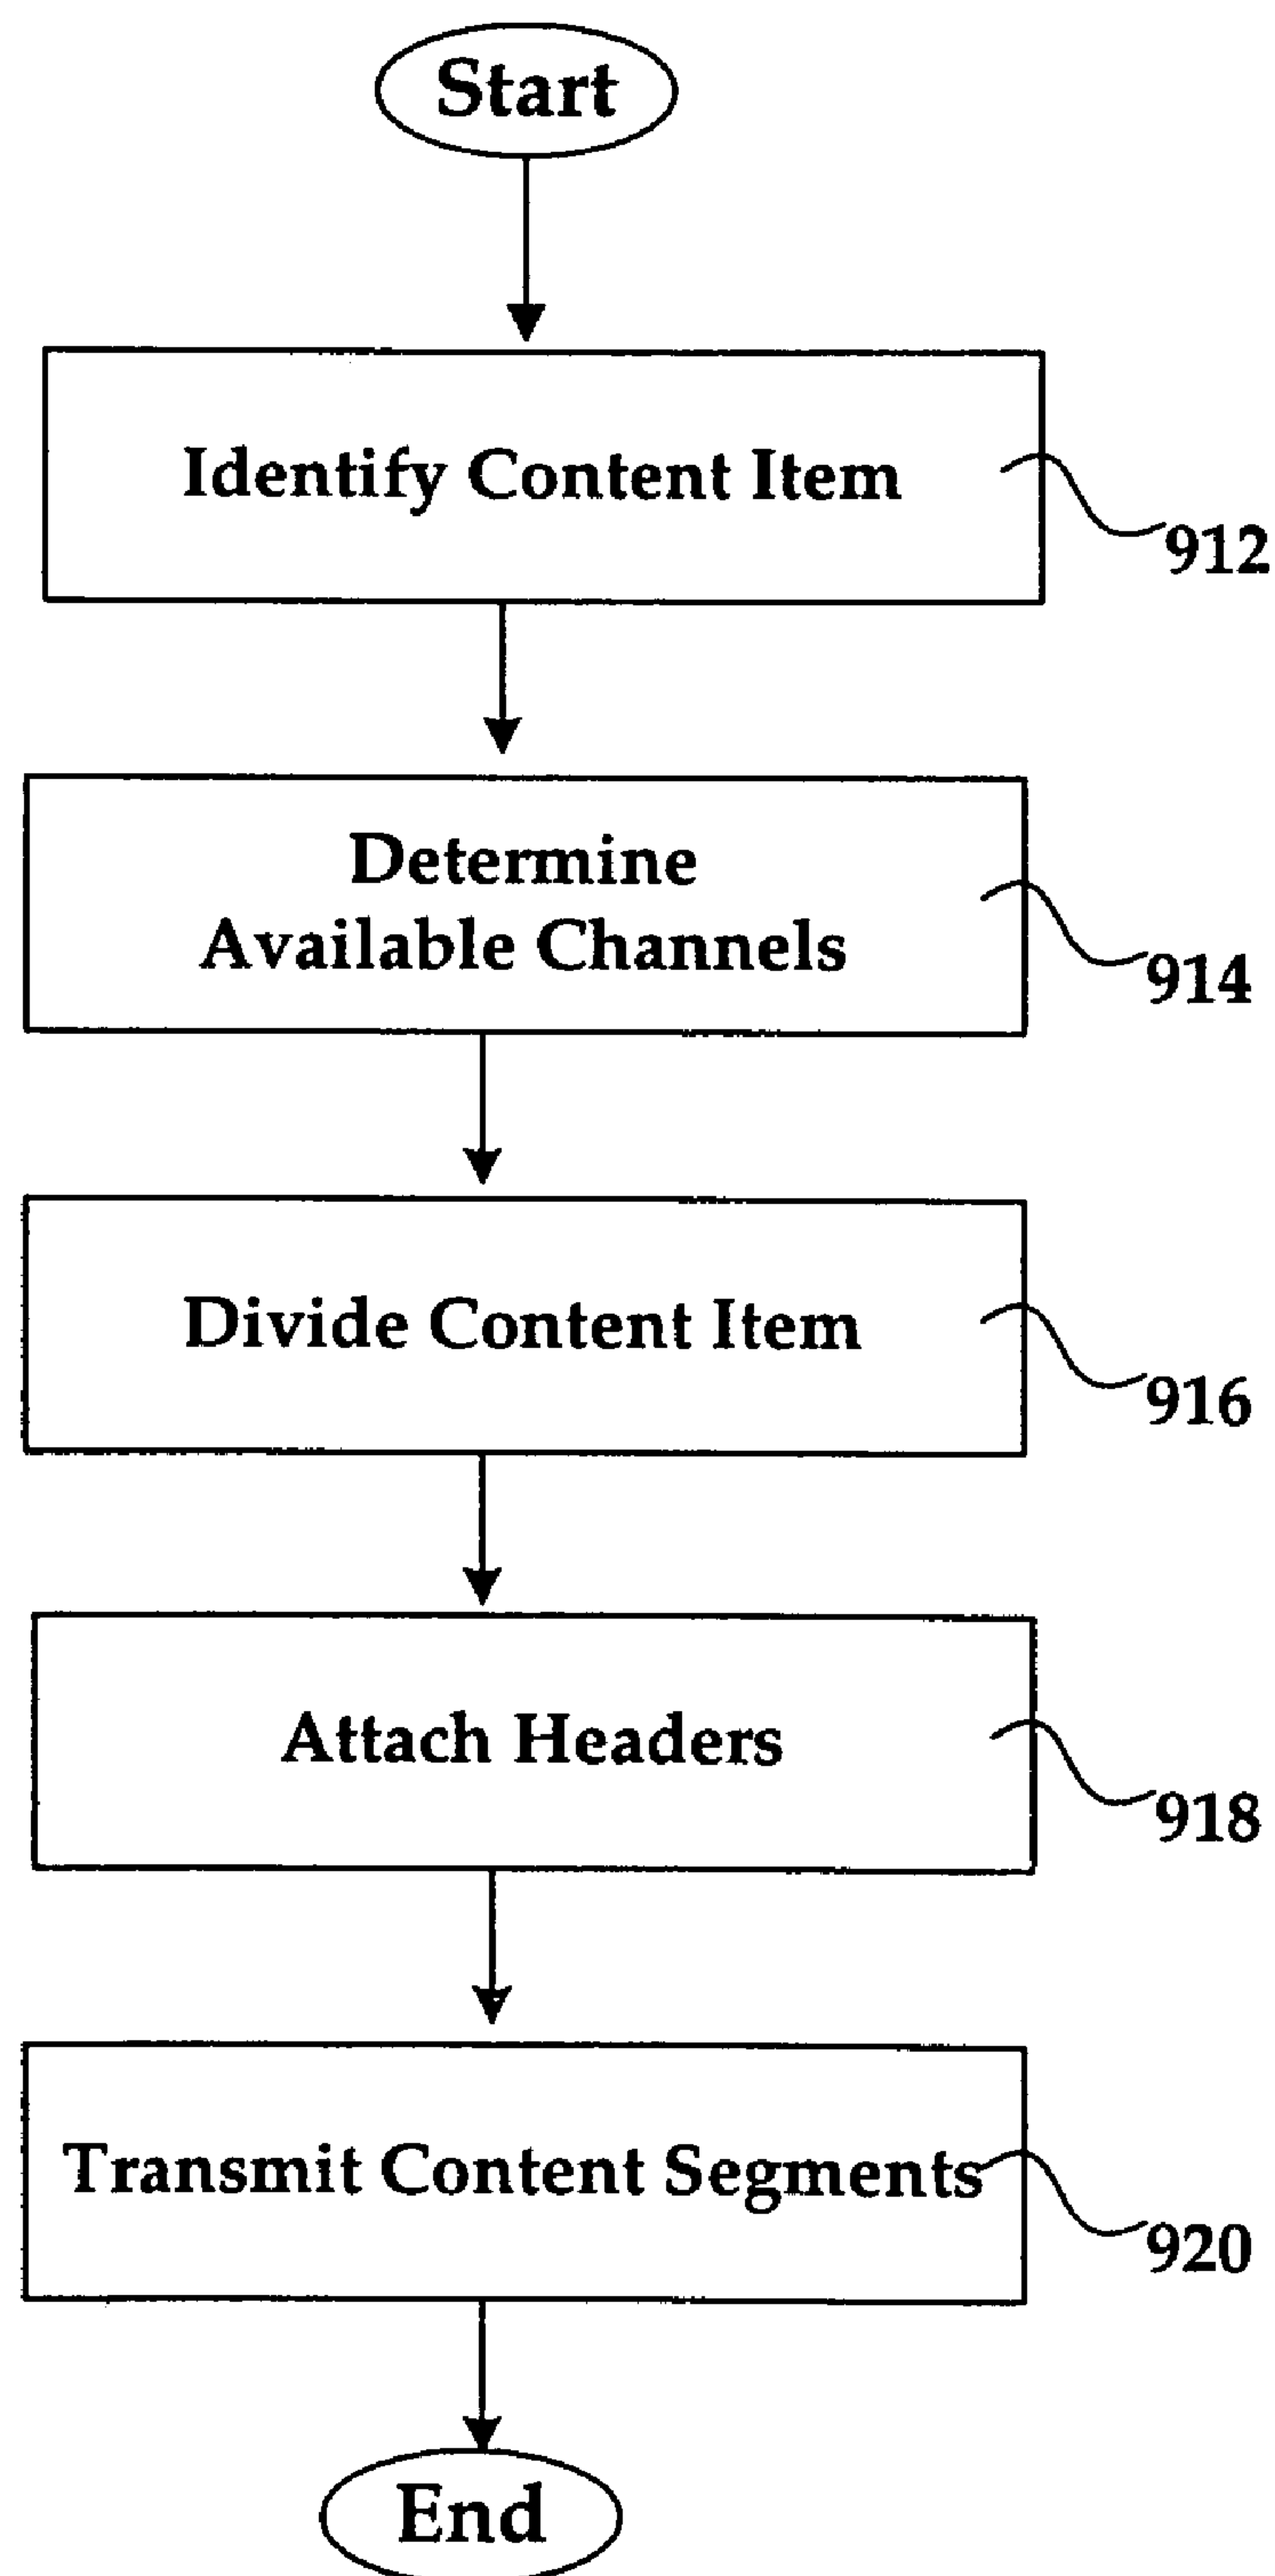 Start
Identify Content Item
912
Determine
Available Channels
914
Divide Content Item
916
Attach Headers
918
Transmit Content Segments
920
End